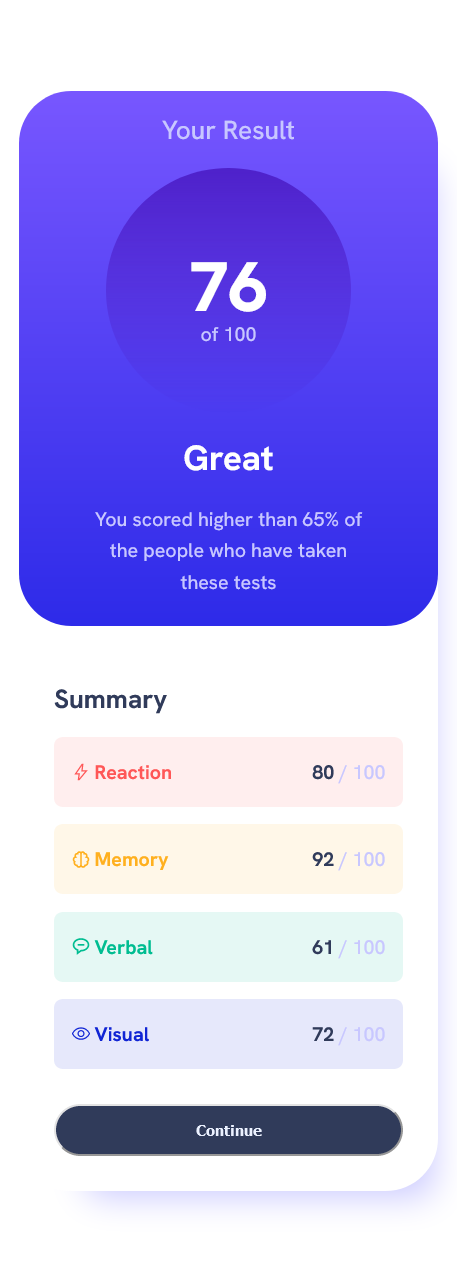 Your Result
76
of 100
Great
You scored higher than 65% of
the people who have taken
these tests
Summary
Reaction 80 / 100
Memory 92 / 100
Verbal 61 / 100
Visual 72 / 100
Continue